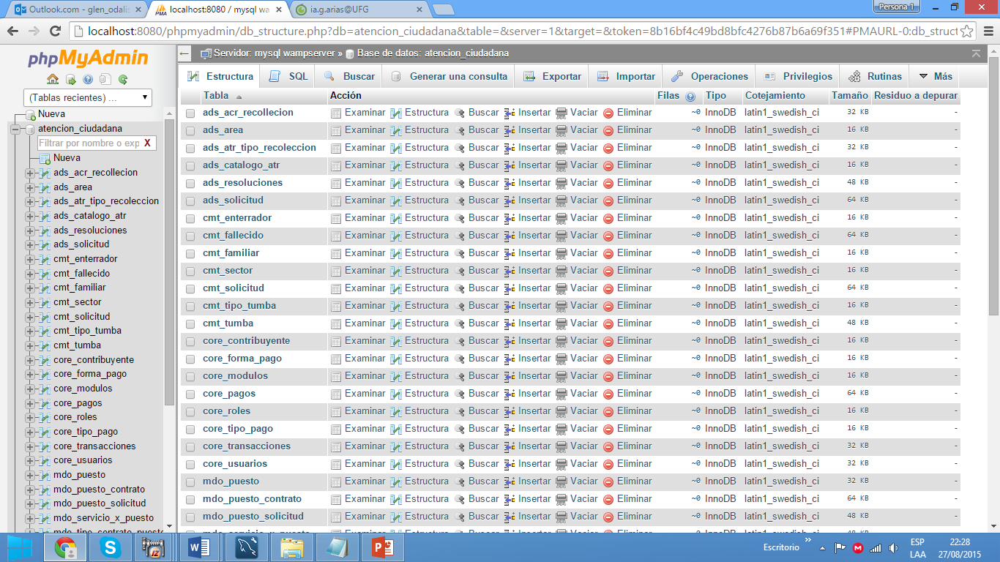 Outlook.com - glen_odalis
localhost:8080 / mysql wa
ia.g.arias@UFG
Persona 1
localhost:8080/phpmyadmin/db_structure.php?db=atencion_ciudadana&table=&server=1&target=&token=8b16bf4c49bd8bfc4276b87b6a69f351#PMAURL-0:db_struct
phpMyAdmin
(Tablas recientes) ...
Nueva
atencion_ciudadana
Filtrar por nombre o exp X
Nueva
ads_acr_recollecion
ads_area
ads_atr_tipo_recoleccion
ads_catalogo_atr
ads_resoluciones
ads_solicitud
cmt_enterrador
cmt_fallecido
cmt_familiar
cmt_sector
cmt_solicitud
cmt_tipo_tumba
cmt_tumba
core_contribuyente
core_forma_pago
core_modulos
core_pagos
core_roles
core_tipo_pago
core_transacciones
core_usuarios
mdo_puesto
mdo_puesto_contrato
mdo_puesto_solicitud
mdo_servicio_x_puesto
mdo_tipo_contrato_puesto
Servidor: mysql wampserver » Base de datos: atencion_ciudadana
Estructura SQL Buscar Generar una consulta Exportar Importar Operaciones Privilegios Rutinas Más
Tabla Acción Filas Tipo Cotejamiento Tamaño Residuo a depurar
ads_acr_recollecion Examinar Estructura Buscar Insertar Vaciar Eliminar ~0 InnoDB latin1_swedish_ci 32 KB -
ads_area Examinar Estructura Buscar Insertar Vaciar Eliminar ~0 InnoDB latin1_swedish_ci 16 KB -
ads_atr_tipo_recoleccion Examinar Estructura Buscar Insertar Vaciar Eliminar ~0 InnoDB latin1_swedish_ci 32 KB -
ads_catalogo_atr Examinar Estructura Buscar Insertar Vaciar Eliminar ~0 InnoDB latin1_swedish_ci 16 KB -
ads_resoluciones Examinar Estructura Buscar Insertar Vaciar Eliminar ~0 InnoDB latin1_swedish_ci 48 KB -
ads_solicitud Examinar Estructura Buscar Insertar Vaciar Eliminar ~0 InnoDB latin1_swedish_ci 64 KB -
cmt_enterrador Examinar Estructura Buscar Insertar Vaciar Eliminar ~0 InnoDB latin1_swedish_ci 16 KB -
cmt_fallecido Examinar Estructura Buscar Insertar Vaciar Eliminar ~0 InnoDB latin1_swedish_ci 64 KB -
cmt_familiar Examinar Estructura Buscar Insertar Vaciar Eliminar ~0 InnoDB latin1_swedish_ci 16 KB -
cmt_sector Examinar Estructura Buscar Insertar Vaciar Eliminar ~0 InnoDB latin1_swedish_ci 16 KB -
cmt_solicitud Examinar Estructura Buscar Insertar Vaciar Eliminar ~0 InnoDB latin1_swedish_ci 64 KB -
cmt_tipo_tumba Examinar Estructura Buscar Insertar Vaciar Eliminar ~0 InnoDB latin1_swedish_ci 16 KB -
cmt_tumba Examinar Estructura Buscar Insertar Vaciar Eliminar ~0 InnoDB latin1_swedish_ci 48 KB -
core_contribuyente Examinar Estructura Buscar Insertar Vaciar Eliminar ~0 InnoDB latin1_swedish_ci 16 KB -
core_forma_pago Examinar Estructura Buscar Insertar Vaciar Eliminar ~0 InnoDB latin1_swedish_ci 16 KB -
core_modulos Examinar Estructura Buscar Insertar Vaciar Eliminar ~0 InnoDB latin1_swedish_ci 16 KB -
core_pagos Examinar Estructura Buscar Insertar Vaciar Eliminar ~0 InnoDB latin1_swedish_ci 64 KB -
core_roles Examinar Estructura Buscar Insertar Vaciar Eliminar ~0 InnoDB latin1_swedish_ci 16 KB -
core_tipo_pago Examinar Estructura Buscar Insertar Vaciar Eliminar ~0 InnoDB latin1_swedish_ci 16 KB -
core_transacciones Examinar Estructura Buscar Insertar Vaciar Eliminar ~0 InnoDB latin1_swedish_ci 32 KB -
core_usuarios Examinar Estructura Buscar Insertar Vaciar Eliminar ~0 InnoDB latin1_swedish_ci 32 KB -
mdo_puesto Examinar Estructura Buscar Insertar Vaciar Eliminar ~0 InnoDB latin1_swedish_ci 32 KB -
mdo_puesto_contrato Examinar Estructura Buscar Insertar Vaciar Eliminar ~0 InnoDB latin1_swedish_ci 64 KB -
mdo_puesto_solicitud Examinar Estructura Buscar Insertar Vaciar Eliminar ~0 InnoDB latin1_swedish_ci 48 KB -
Escritorio » ESP 22:28
LAA 27/08/2015